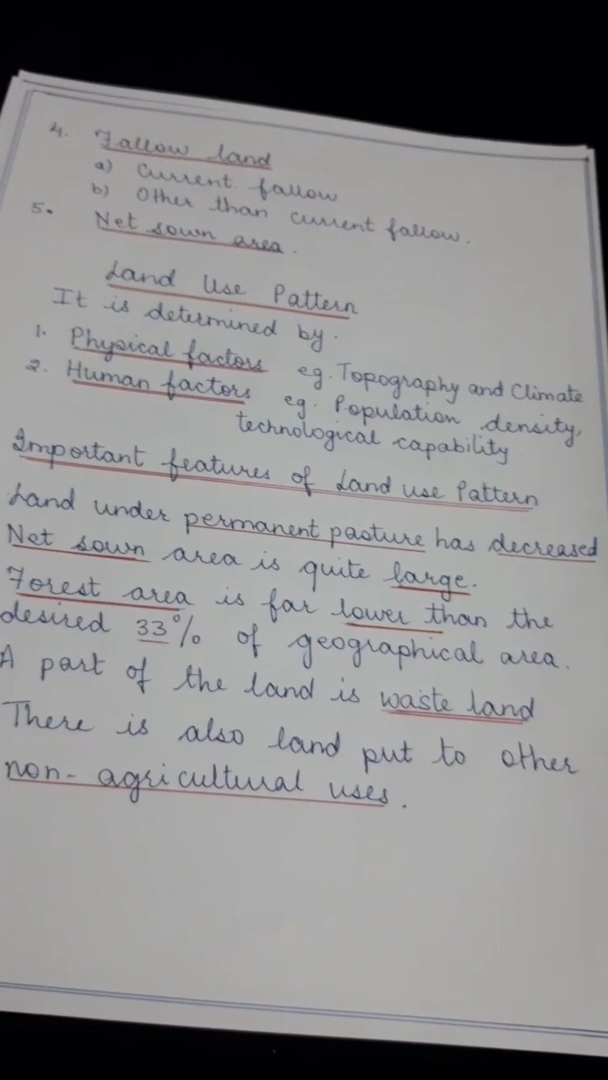 4. Fallow land
a) Current fallow
b) Other than current fallow.
5. Net sown area.
Land Use Pattern
It is determined by.
1. Physical factors eg. Topography and Climate
2. Human factors eg. Population density,
technological capability
Important features of Land use Pattern
Land under permanent pasture has decreased
Net sown area is quite large.
Forest area is far lower than the
desired 33% of geographical area.
A part of the land is waste land
There is also land put to other
non-agricultural uses.